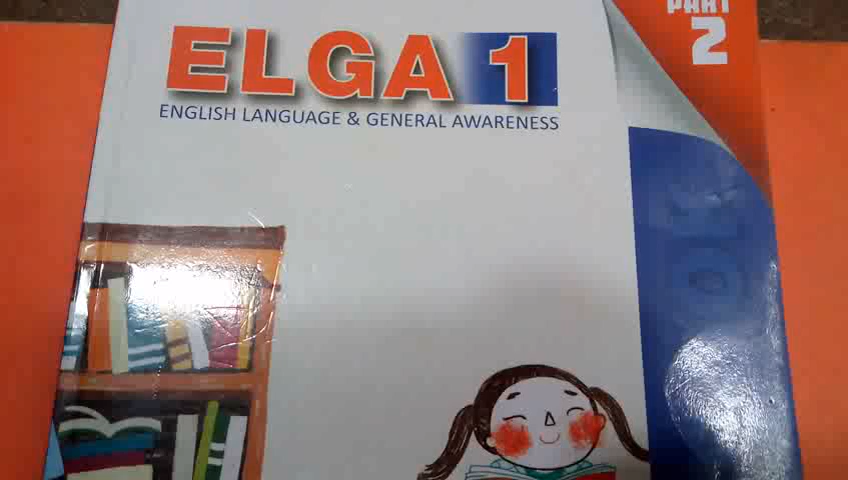 PART
2
ELGA 1
ENGLISH LANGUAGE & GENERAL AWARENESS